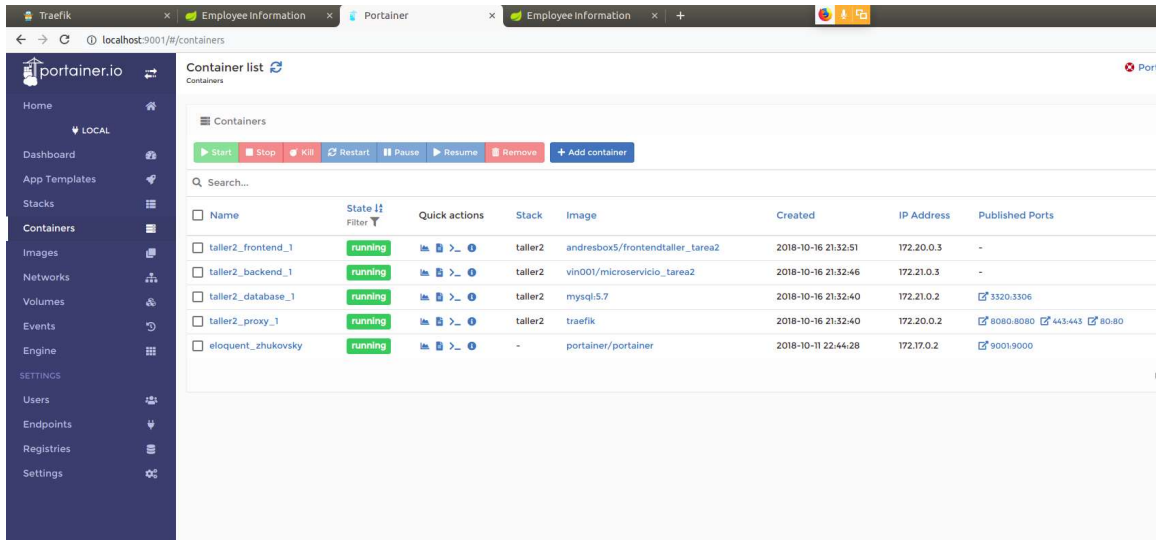 Traefik × Employee Information × Portainer × Employee Information × +
localhost:9001/#/containers
portainer.io
Container list
Containers
Home
LOCAL
Dashboard
App Templates
Stacks
Containers
Images
Networks
Volumes
Events
Engine
SETTINGS
Users
Endpoints
Registries
Settings
Port
Containers
Start Stop Kill Restart Pause Resume Remove + Add container
Search...
Name State Filter Quick actions Stack Image Created IP Address Published Ports
taller2_frontend_1 running taller2 andresbox5/frontendtaller_tarea2 2018-10-16 21:32:51 172.20.0.3 -
taller2_backend_1 running taller2 vin001/microservicio_tarea2 2018-10-16 21:32:46 172.21.0.3 -
taller2_database_1 running taller2 mysql:5.7 2018-10-16 21:32:40 172.21.0.2 3320:3306
taller2_proxy_1 running taller2 traefik 2018-10-16 21:32:40 172.20.0.2 8080:8080 443:443 80:80
eloquent_zhukovsky running - portainer/portainer 2018-10-11 22:44:28 172.17.0.2 9001:9000